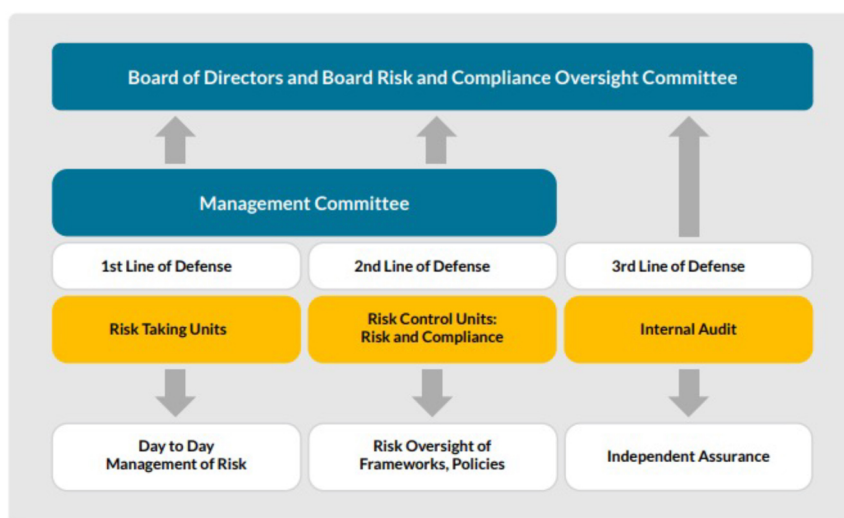 Board of Directors and Board Risk and Compliance Oversight Committee
Management Committee
1st Line of Defense
2nd Line of Defense
3rd Line of Defense
Risk Taking Units
Risk Control Units:
Risk and Compliance
Internal Audit
Day to Day
Management of Risk
Risk Oversight of
Frameworks, Policies
Independent Assurance